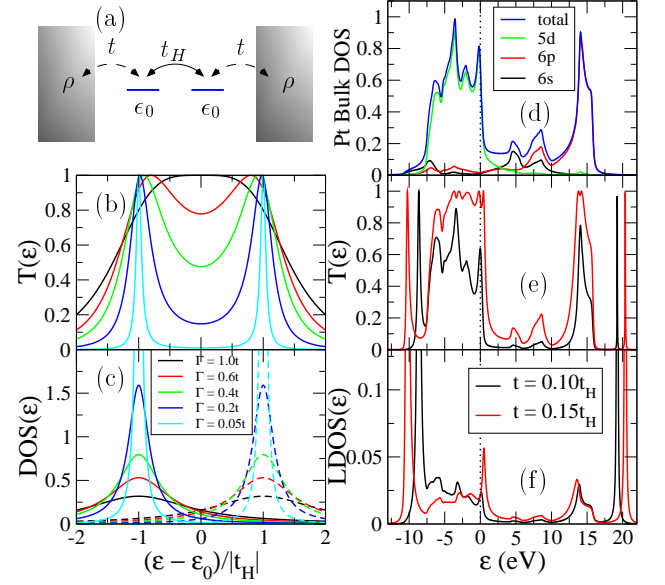 (a)
t
t_H
t
ρ
ρ
ϵ₀
ϵ₀
1
0.8
0.6
0.4
0.2
0
T(ε)
(b)
1.5
1
0.5
0
DOS(ε)
(c)
Γ = 1.0t
Γ = 0.6t
Γ = 0.4t
Γ = 0.2t
Γ = 0.05t
-2
-1
0
1
2
(ε − ε₀)/|t_H|
1
0.8
0.6
0.4
0.2
0
Pt Bulk DOS
total
5d
6p
6s
(d)
1
0.8
0.6
0.4
0.2
0
T(ε)
(e)
0.1
0.05
0
LDOS(ε)
t = 0.10t_H
t = 0.15t_H
(f)
-10
-5
0
5
10
15
20
ε (eV)